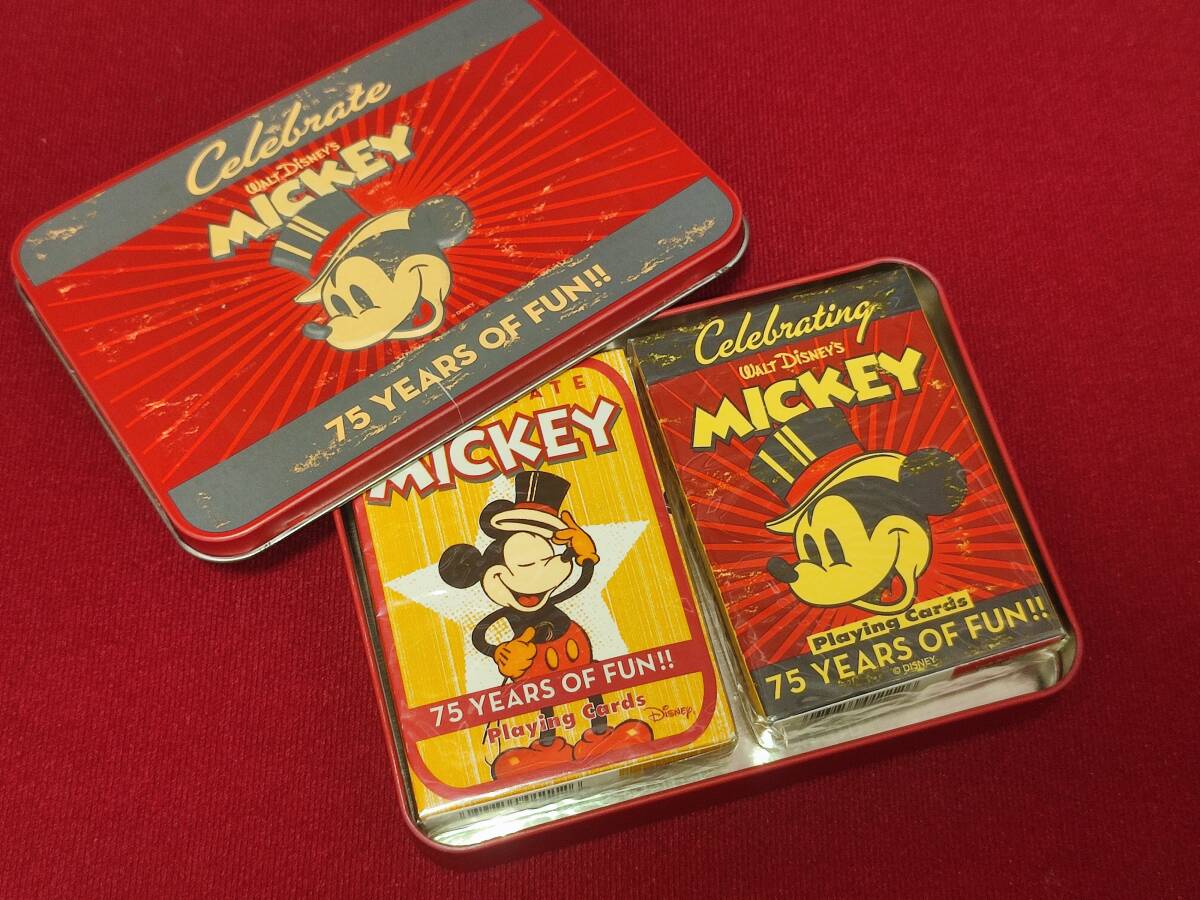 Celebrate
WALT DISNEY'S
MICKEY
© DISNEY
75 YEARS OF FUN!!
MICKEY
75 YEARS OF FUN!!
Playing Cards
Disney
Celebrating
WALT DISNEY'S
MICKEY
Playing Cards
75 YEARS OF FUN!!
© DISNEY